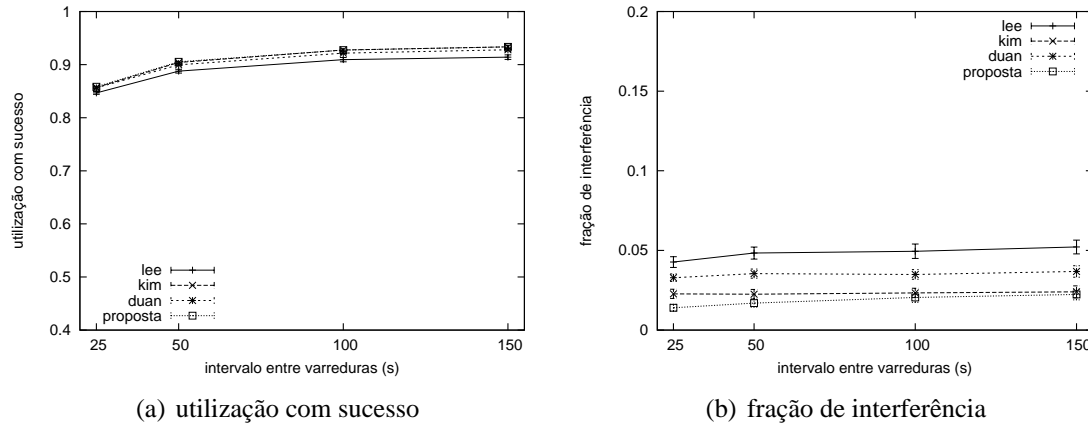 1
0.9
0.8
0.7
0.6
0.5
0.4
utilização com sucesso
lee
kim
duan
proposta
25
50
100
150
intervalo entre varreduras (s)
(a) utilização com sucesso
0.2
0.15
0.1
0.05
0
fração de interferência
lee
kim
duan
proposta
25
50
100
150
intervalo entre varreduras (s)
(b) fração de interferência